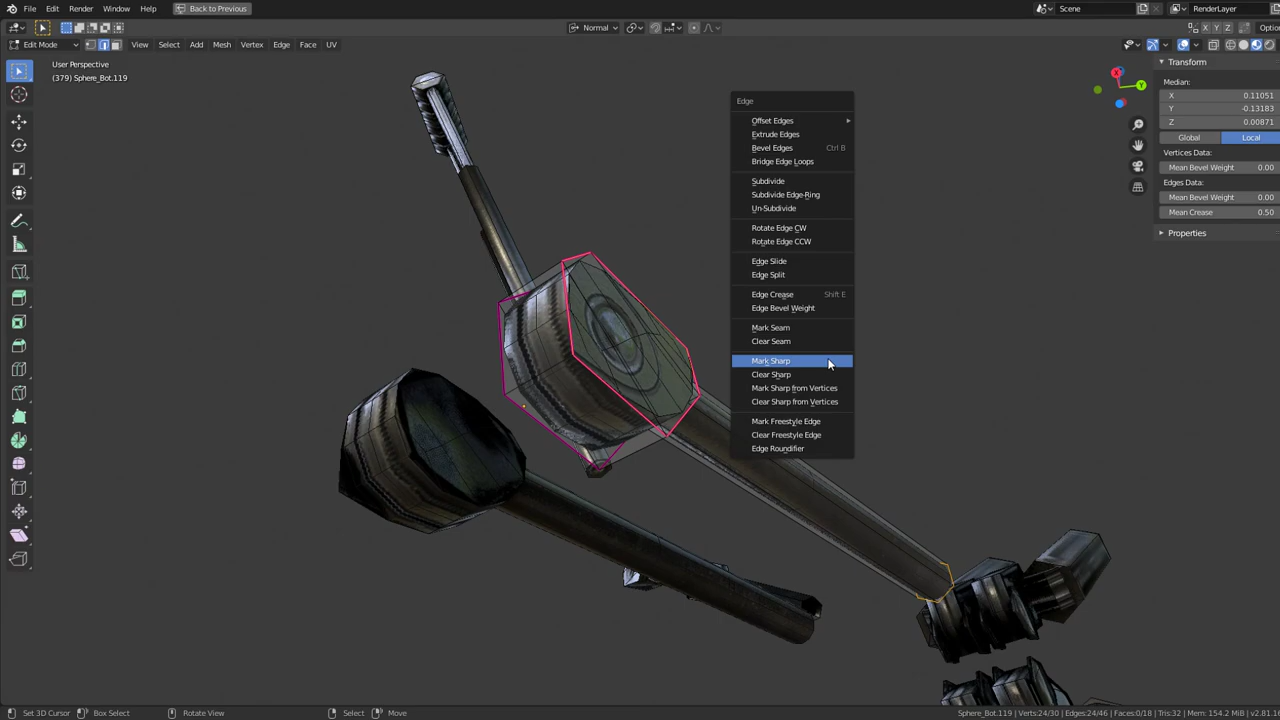 File Edit Render Window Help Back to Previous Scene RenderLayer
Normal Optio
Edit Mode View Select Add Mesh Vertex Edge Face UV
User Perspective
(379) Sphere_Bot.119
X Y
Transform
Median:
X 0.11051
Y -0.13183
Z 0.00871
Global Local
Vertices Data:
Mean Bevel Weight 0.00
Edges Data:
Mean Bevel Weight 0.00
Mean Crease 0.50
Properties
Edge
Offset Edges
Extrude Edges
Bevel Edges Ctrl B
Bridge Edge Loops
Subdivide
Subdivide Edge-Ring
Un-Subdivide
Rotate Edge CW
Rotate Edge CCW
Edge Slide
Edge Split
Edge Crease Shift E
Edge Bevel Weight
Mark Seam
Clear Seam
Mark Sharp
Clear Sharp
Mark Sharp from Vertices
Clear Sharp from Vertices
Mark Freestyle Edge
Clear Freestyle Edge
Edge Roundifier
Set 3D Cursor Box Select Rotate View Select Move Sphere_Bot.119 | Verts:24/30 | Edges:24/46 | Faces:0/18 | Tris:32 | Mem: 154.2 MiB | v2.81.16